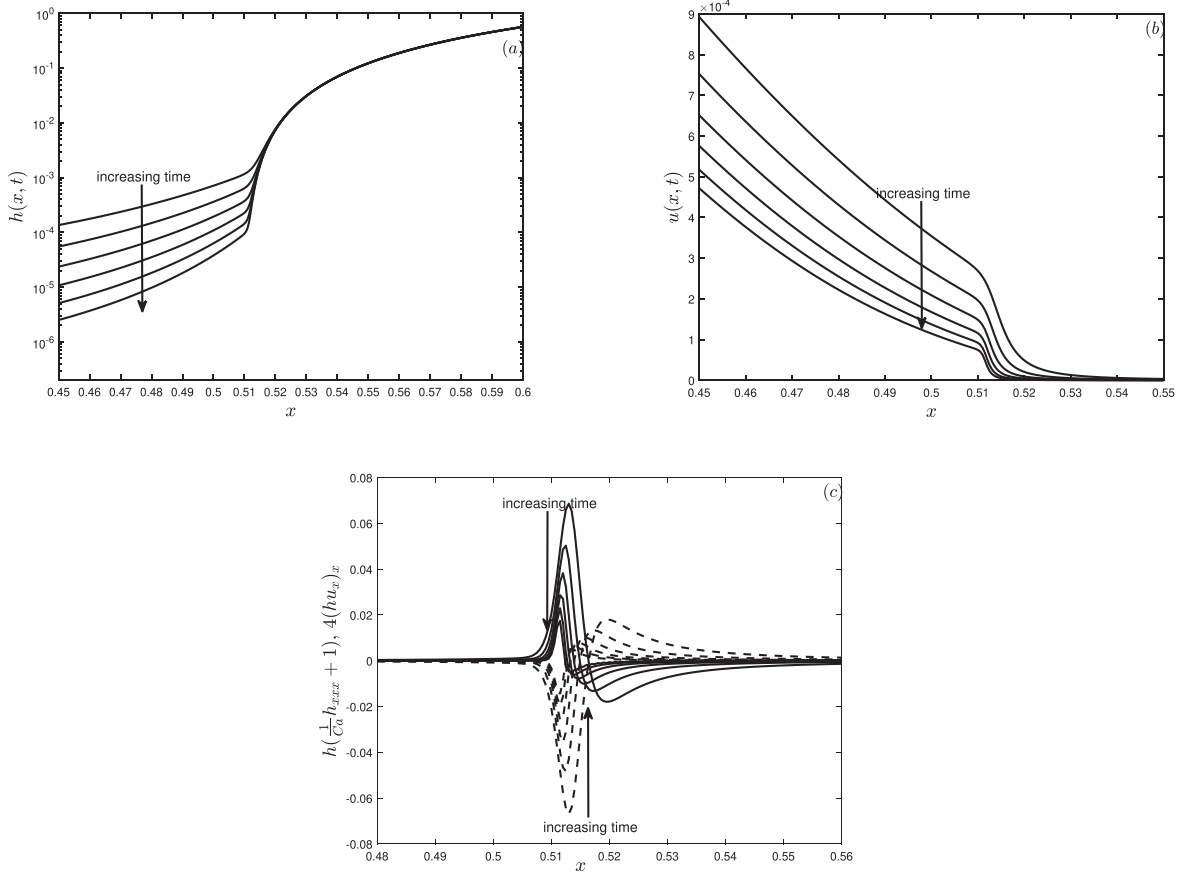 (a)
10^0
10^-1
10^-2
10^-3
10^-4
10^-5
10^-6
h(x, t)
increasing time
0.45 0.46 0.47 0.48 0.49 0.5 0.51 0.52 0.53 0.54 0.55 0.56 0.57 0.58 0.59 0.6
x
×10^-4
(b)
9
8
7
6
5
4
3
2
1
0
u(x, t)
increasing time
0.45 0.46 0.47 0.48 0.49 0.5 0.51 0.52 0.53 0.54 0.55
x
(c)
0.08
0.06
0.04
0.02
0
-0.02
-0.04
-0.06
-0.08
h(\frac{1}{Ca}h_{xxx} + 1), 4(hu_x)_x
increasing time
increasing time
0.48 0.49 0.5 0.51 0.52 0.53 0.54 0.55 0.56
x